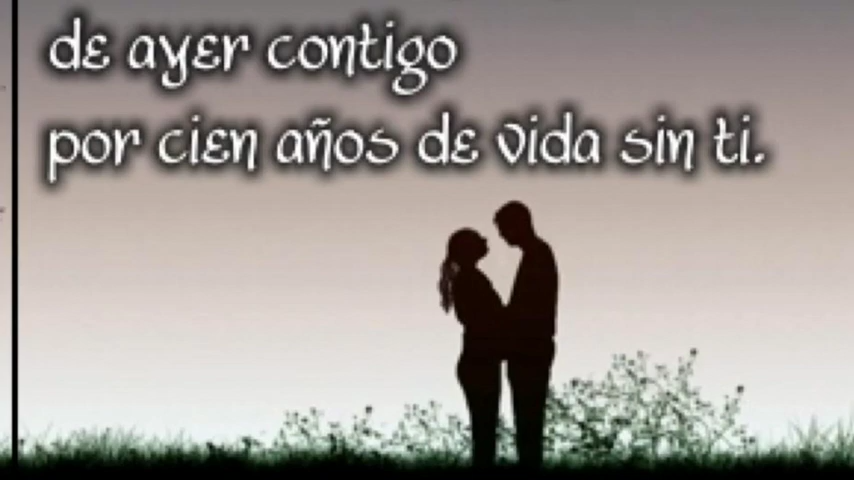 de ayer contigo
por cien años de vida sin ti.